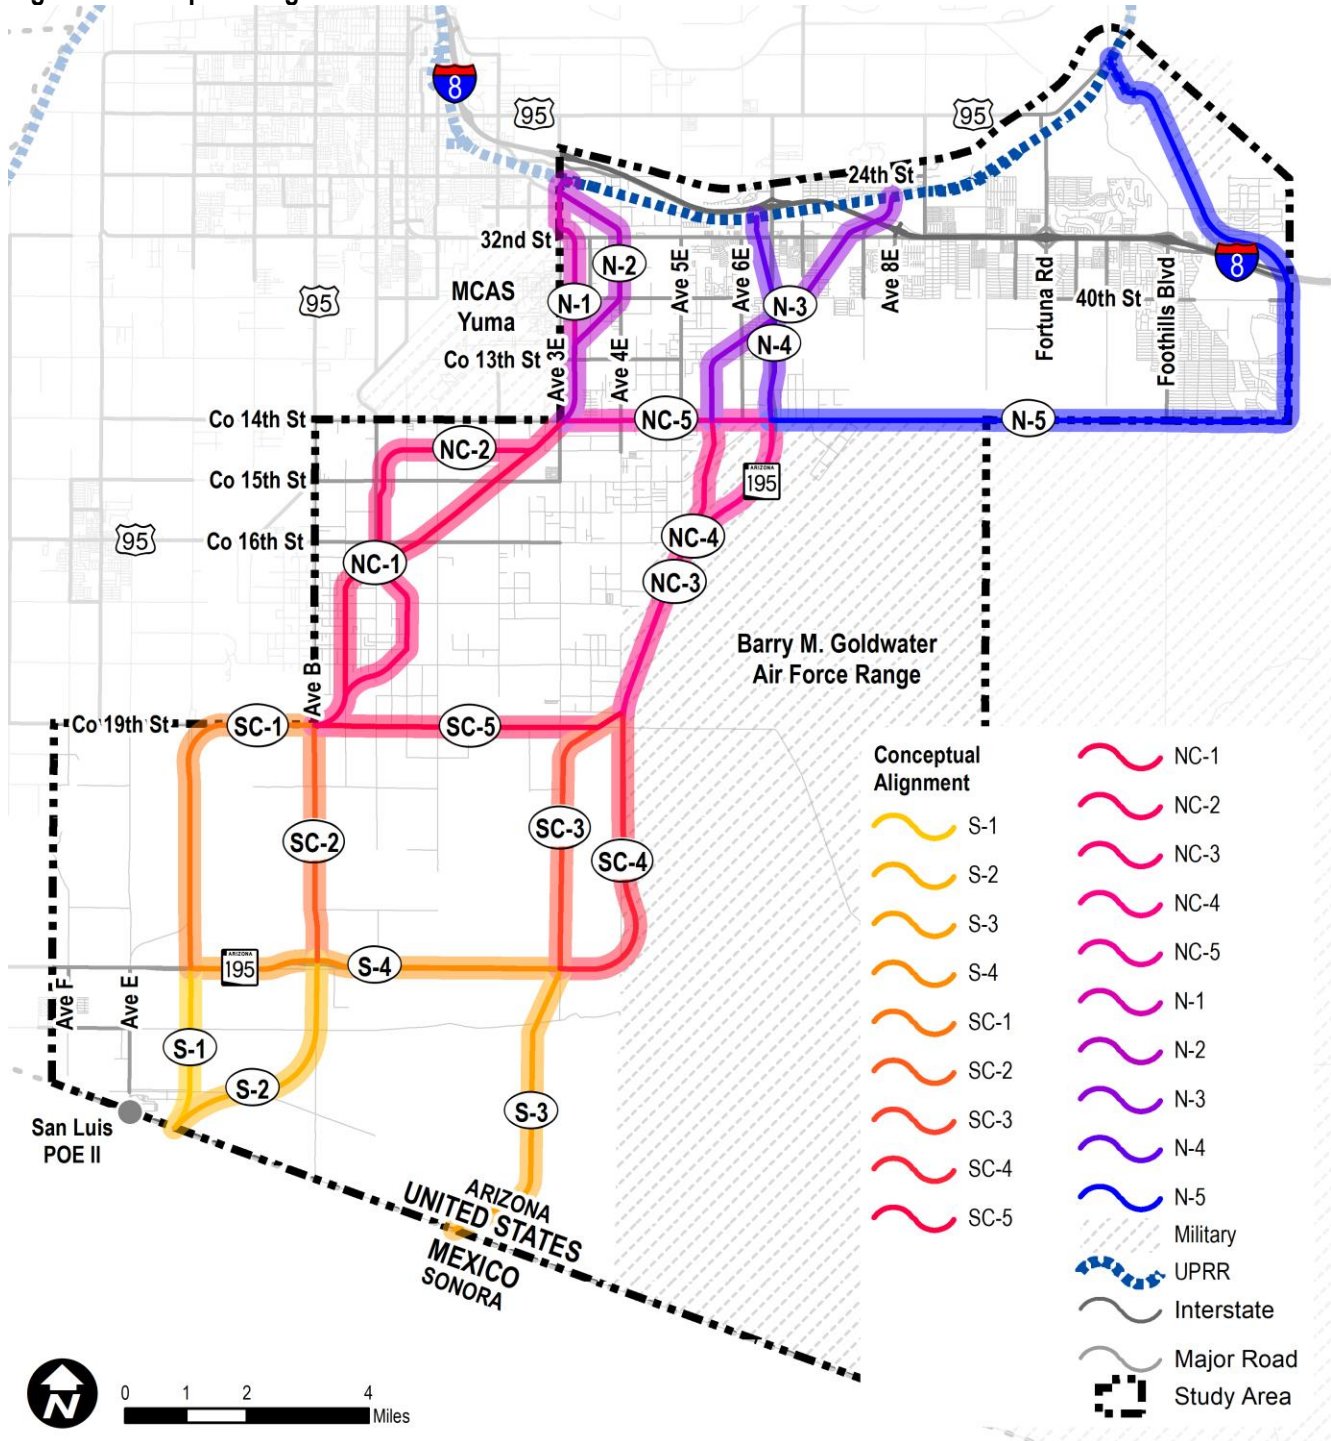 8
95
95
24th St
32nd St
N-2
Ave 5E
Ave 6E
Ave 8E
8
95
MCAS
Yuma
N-1
N-3
40th St
Fortuna Rd
Foothills Blvd
N-4
Co 13th St
Ave 3E
Ave 4E
Co 14th St
NC-5
N-5
NC-2
Co 15th St
ARIZONA
195
95
Co 16th St
NC-4
NC-1
NC-3
Barry M. Goldwater
Air Force Range
Ave B
Co 19th St
SC-1
SC-5
SC-2
SC-3
SC-4
ARIZONA
195
S-4
Ave F
Ave E
S-1
S-2
S-3
San Luis
POE II
ARIZONA
UNITED STATES
MEXICO
SONORA
Conceptual
Alignment
S-1
S-2
S-3
S-4
SC-1
SC-2
SC-3
SC-4
SC-5
NC-1
NC-2
NC-3
NC-4
NC-5
N-1
N-2
N-3
N-4
N-5
Military
UPRR
Interstate
Major Road
Study Area
N
0 1 2 4
Miles